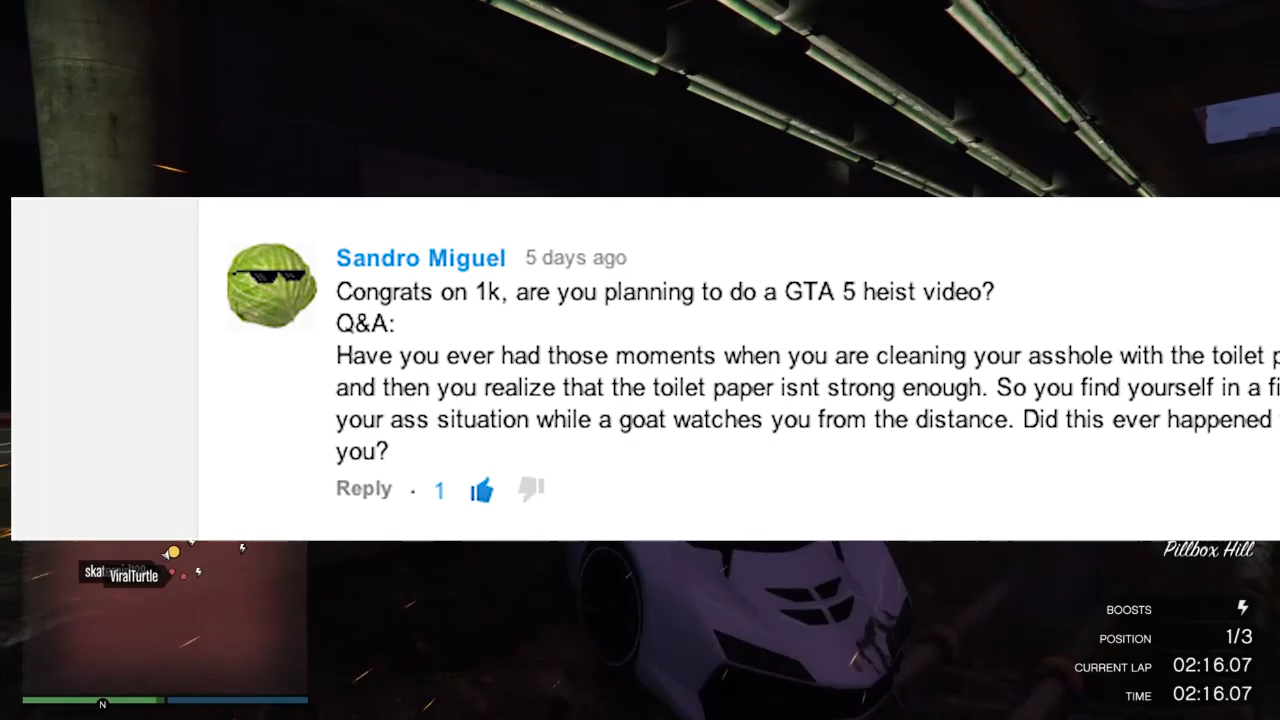 Sandro Miguel 5 days ago
Congrats on 1k, are you planning to do a GTA 5 heist video?
Q&A:
Have you ever had those moments when you are cleaning your asshole with the toilet
and then you realize that the toilet paper isnt strong enough. So you find yourself in a
your ass situation while a goat watches you from the distance. Did this ever happened
you?
Reply · 1
Pillbox Hill
ViralTurtle
BOOSTS
POSITION 1/3
CURRENT LAP 02:16.07
TIME 02:16.07
N